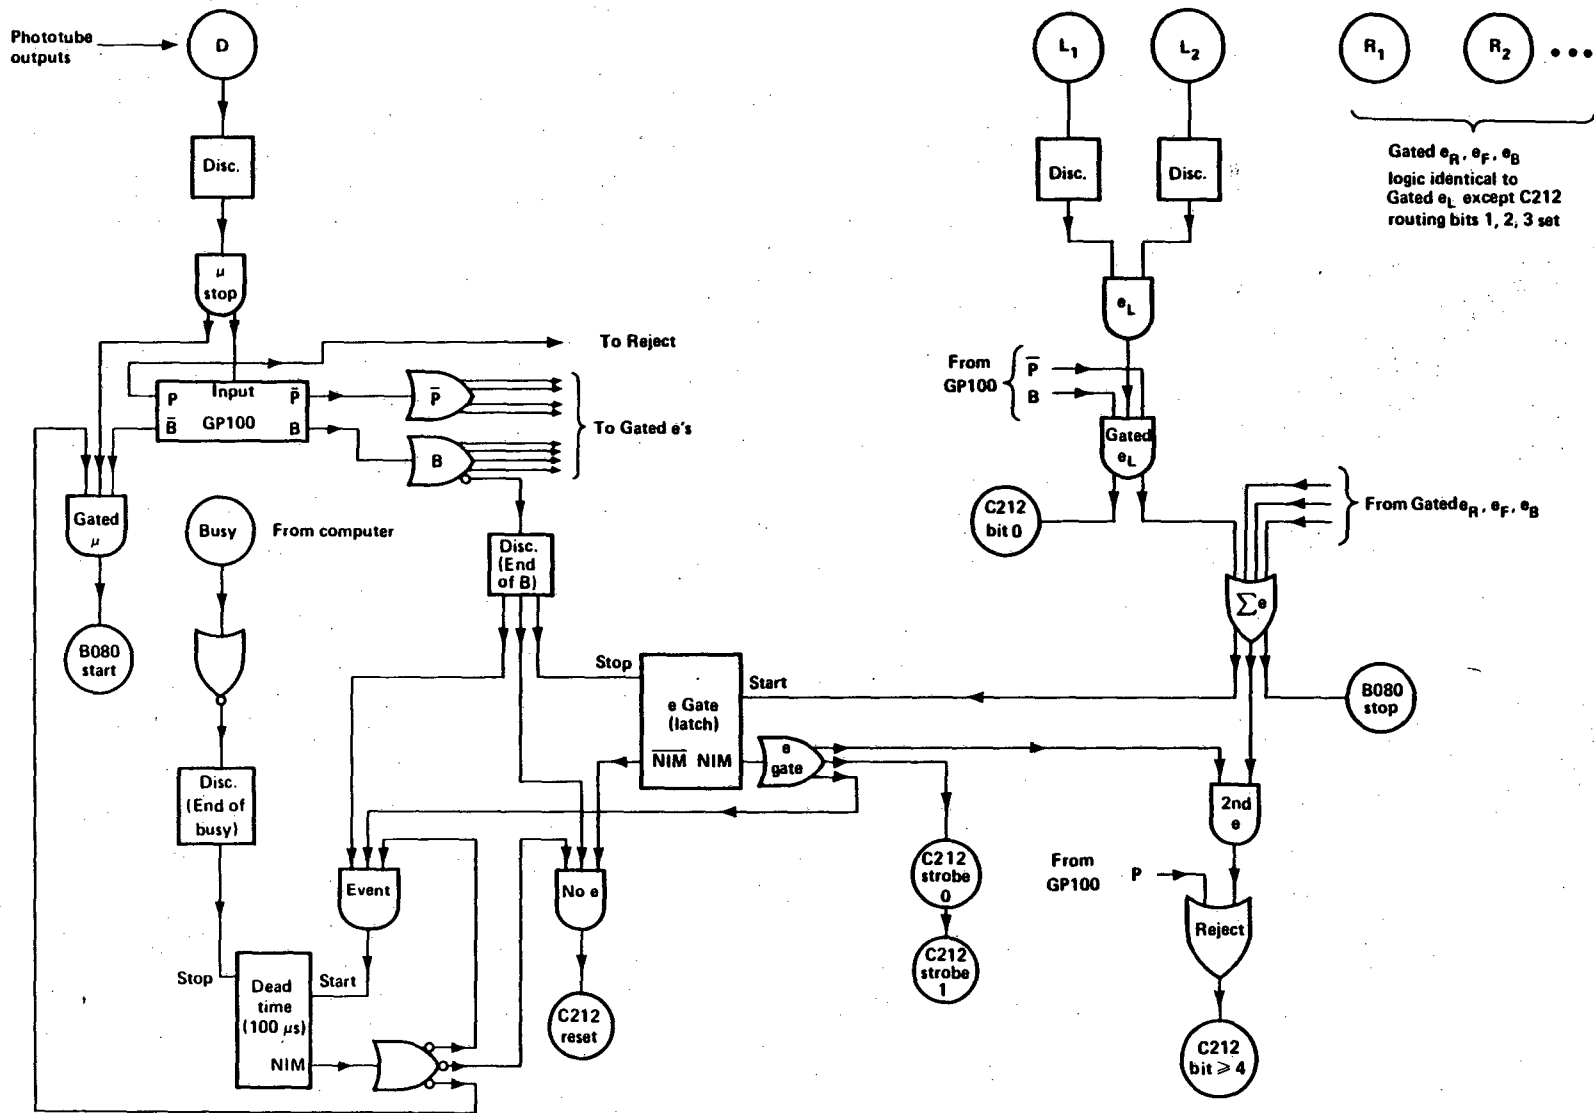 Phototube
outputs
D
L1
L2
R1
R2
•••
Disc.
Disc.
Disc.
Gated eR, eF, eB
logic identical to
Gated eL except C212
routing bits 1, 2, 3 set
μ
stop
eL
To Reject
From
GP100
P̅
B
Input
P
P̅
GP100
B̅
B
P̅
B
To Gated e's
Gated
eL
Gated
μ
Busy
From computer
C212
bit 0
From Gated eR, eF, eB
Disc.
(End
of B)
Σe
B080
start
Stop
Start
e Gate
(latch)
N̅I̅M̅ NIM
e
gate
B080
stop
Disc.
(End of
busy)
2nd
e
Event
No e
C212
strobe
0
From
GP100
P
Reject
C212
strobe
1
Stop
Start
Dead
time
(100 μs)
NIM
C212
reset
C212
bit ⩾ 4